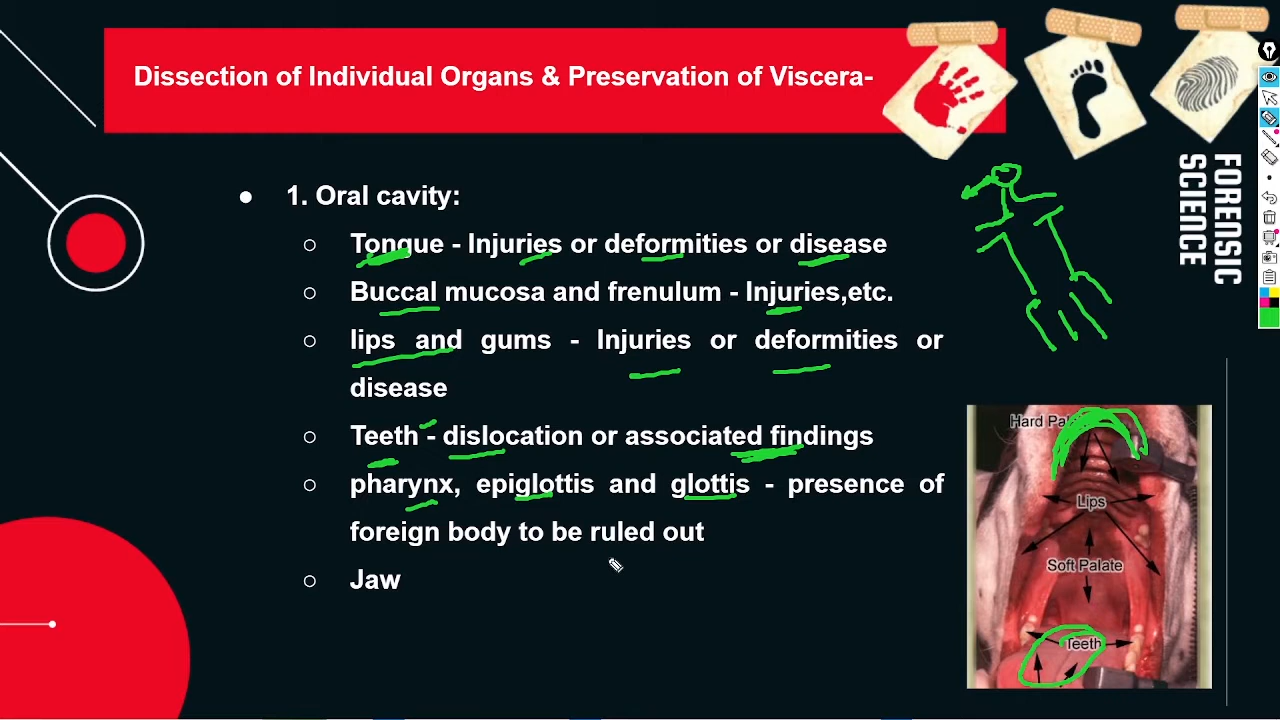 Dissection of Individual Organs & Preservation of Viscera-
FORENSIC
SCIENCE
1. Oral cavity:
Tongue - Injuries or deformities or disease
Buccal mucosa and frenulum - Injuries,etc.
lips and gums - Injuries or deformities or
disease
Teeth - dislocation or associated findings
pharynx, epiglottis and glottis - presence of
foreign body to be ruled out
Jaw
Hard
Lips
Soft Palate
Teeth